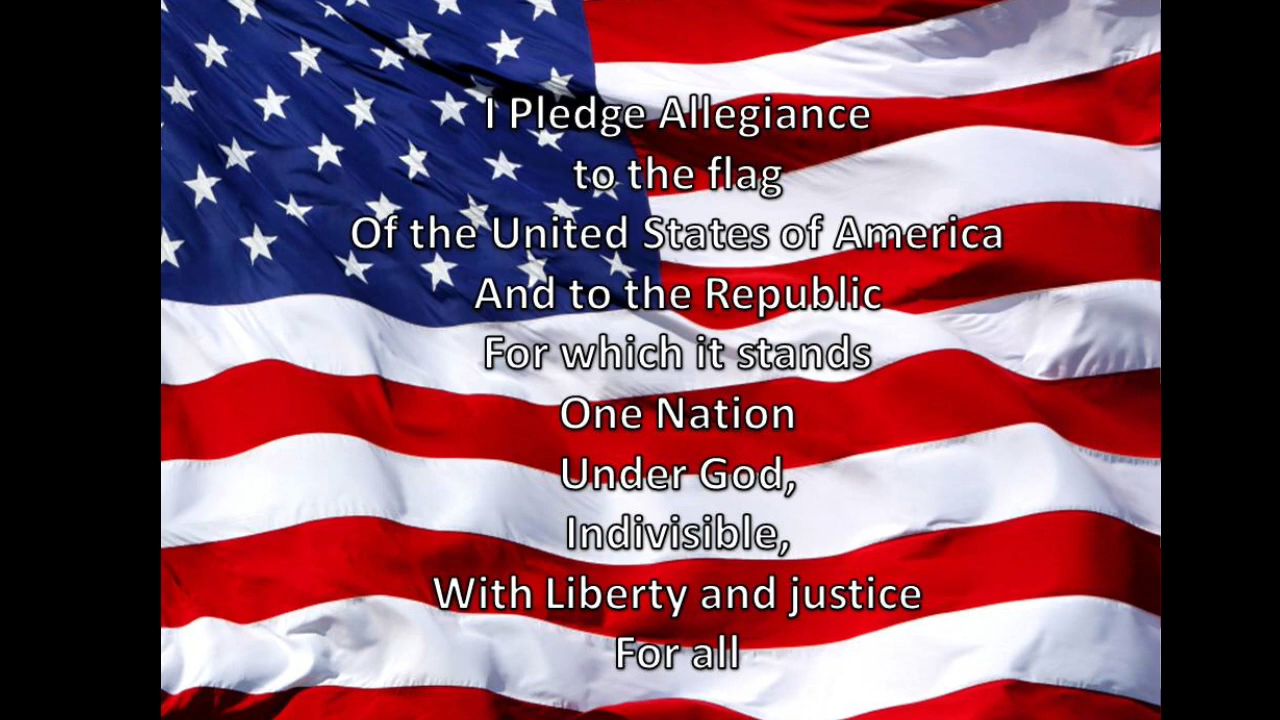 I Pledge Allegiance
to the flag
Of the United States of America
And to the Republic
For which it stands
One Nation
Under God,
Indivisible,
With Liberty and justice
For all